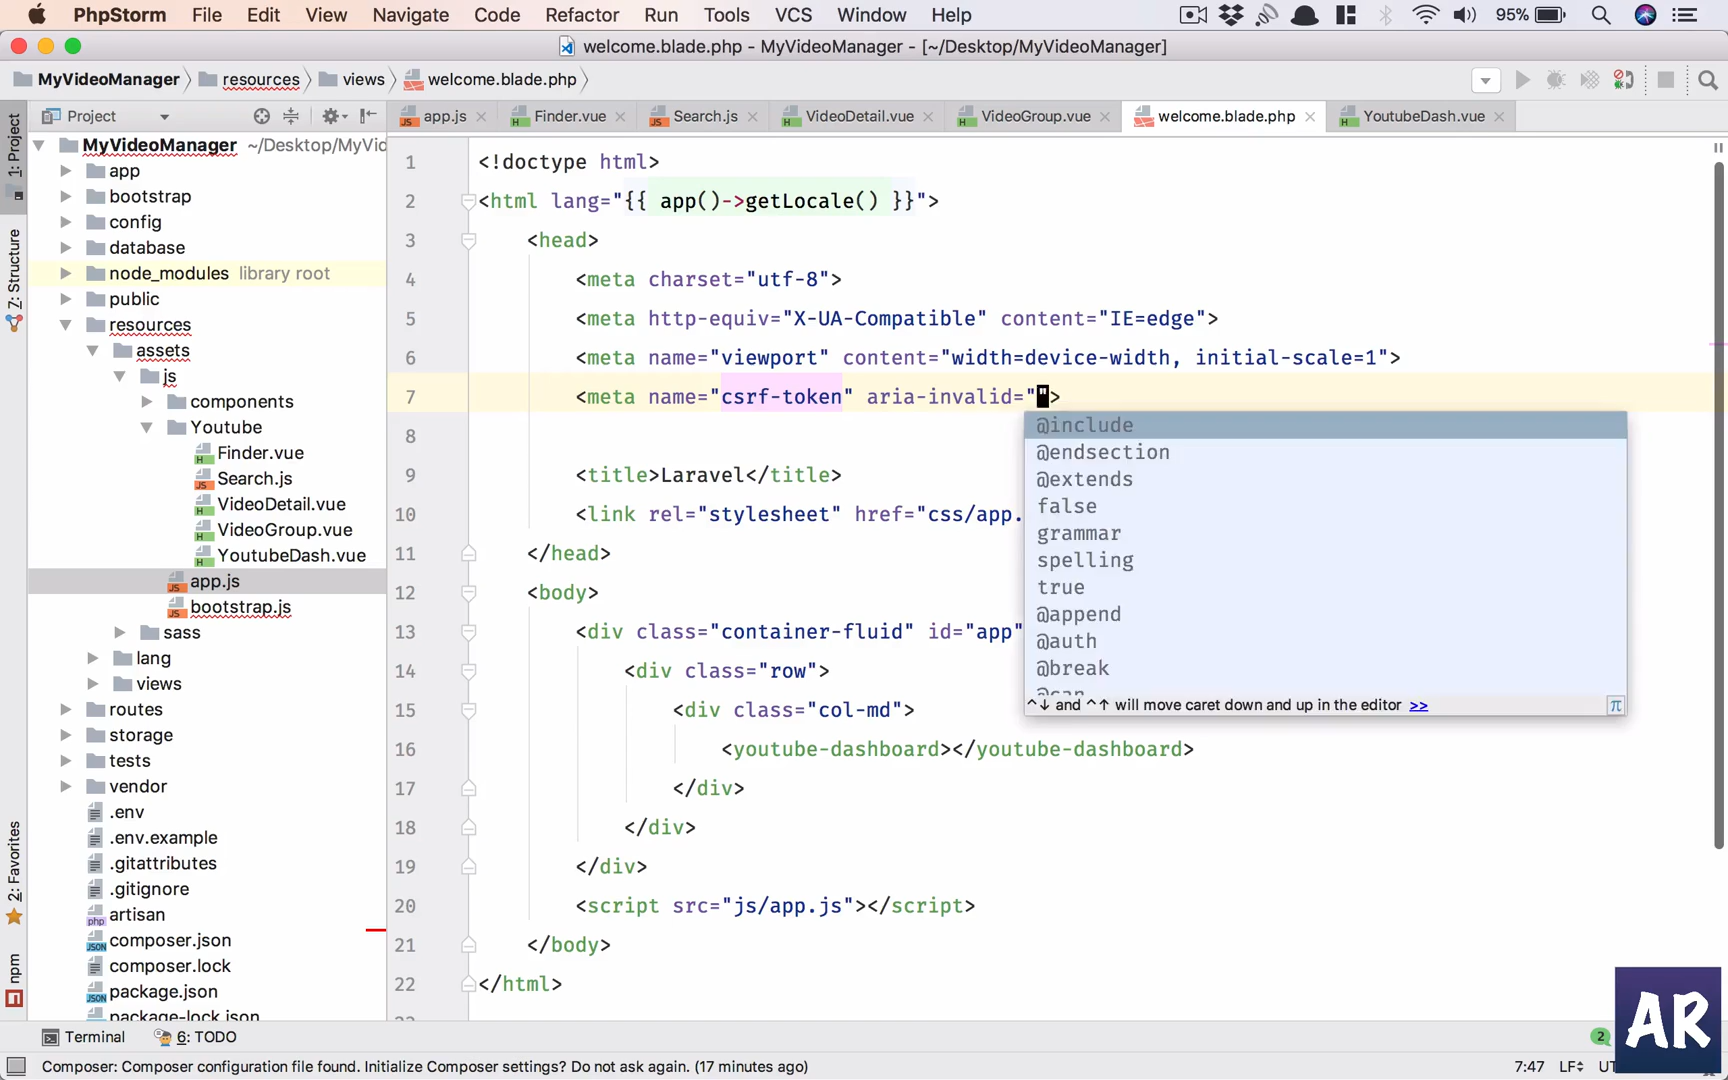 PhpStorm File Edit View Navigate Code Refactor Run Tools VCS Window Help 95%
welcome.blade.php - MyVideoManager - [~/Desktop/MyVideoManager]
MyVideoManager resources views welcome.blade.php
1: Project
7: Structure
2: Favorites
npm
Project
app.js Finder.vue Search.js VideoDetail.vue VideoGroup.vue welcome.blade.php YoutubeDash.vue
MyVideoManager ~/Desktop/MyVid
app
bootstrap
config
database
node_modules library root
public
resources
assets
js
components
Youtube
Finder.vue
Search.js
VideoDetail.vue
VideoGroup.vue
YoutubeDash.vue
app.js
bootstrap.js
sass
lang
views
routes
storage
tests
vendor
.env
.env.example
.gitattributes
.gitignore
artisan
composer.json
composer.lock
package.json
package-lock.json
1 <!doctype html>
2 <html lang="{{ app()->getLocale() }}">
3 <head>
4 <meta charset="utf-8">
5 <meta http-equiv="X-UA-Compatible" content="IE=edge">
6 <meta name="viewport" content="width=device-width, initial-scale=1">
7 <meta name="csrf-token" aria-invalid="">
8
9 <title>Laravel</title>
10 <link rel="stylesheet" href="css/app.
11 </head>
12 <body>
13 <div class="container-fluid" id="app"
14 <div class="row">
15 <div class="col-md">
16 <youtube-dashboard></youtube-dashboard>
17 </div>
18 </div>
19 </div>
20 <script src="js/app.js"></script>
21 </body>
22 </html>
@include
@endsection
@extends
false
grammar
spelling
true
@append
@auth
@break
@can
^↓ and ^↑ will move caret down and up in the editor >> π
Terminal 6: TODO 2
Composer: Composer configuration file found. Initialize Composer settings? Do not ask again. (17 minutes ago) 7:47 LF÷ UT
AR